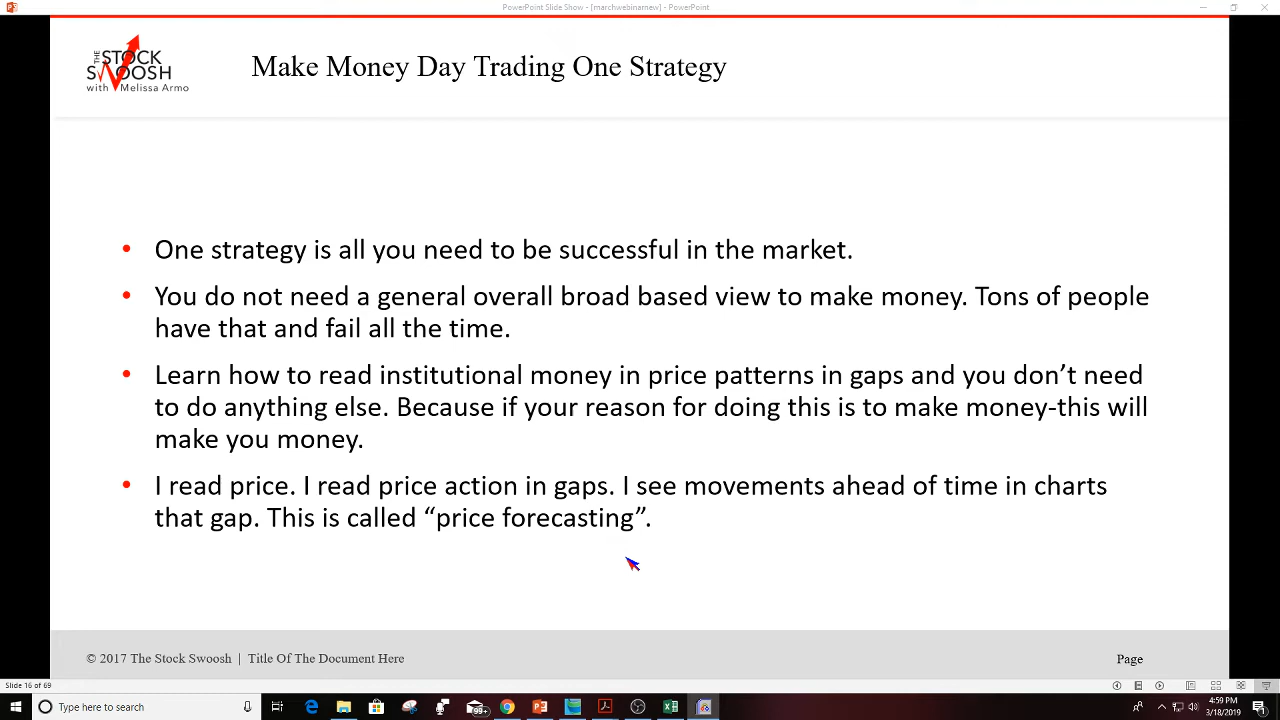 PowerPoint Slide Show - [marchwebinarnew] - PowerPoint
THE STOCK
SWOOSH
with Melissa Armo
Make Money Day Trading One Strategy
• One strategy is all you need to be successful in the market.
• You do not need a general overall broad based view to make money. Tons of people
have that and fail all the time.
• Learn how to read institutional money in price patterns in gaps and you don’t need
to do anything else. Because if your reason for doing this is to make money-this will
make you money.
• I read price. I read price action in gaps. I see movements ahead of time in charts
that gap. This is called “price forecasting”.
© 2017 The Stock Swoosh | Title Of The Document Here
Page
Slide 16 of 69
Type here to search
99+
4:59 PM
3/18/2019